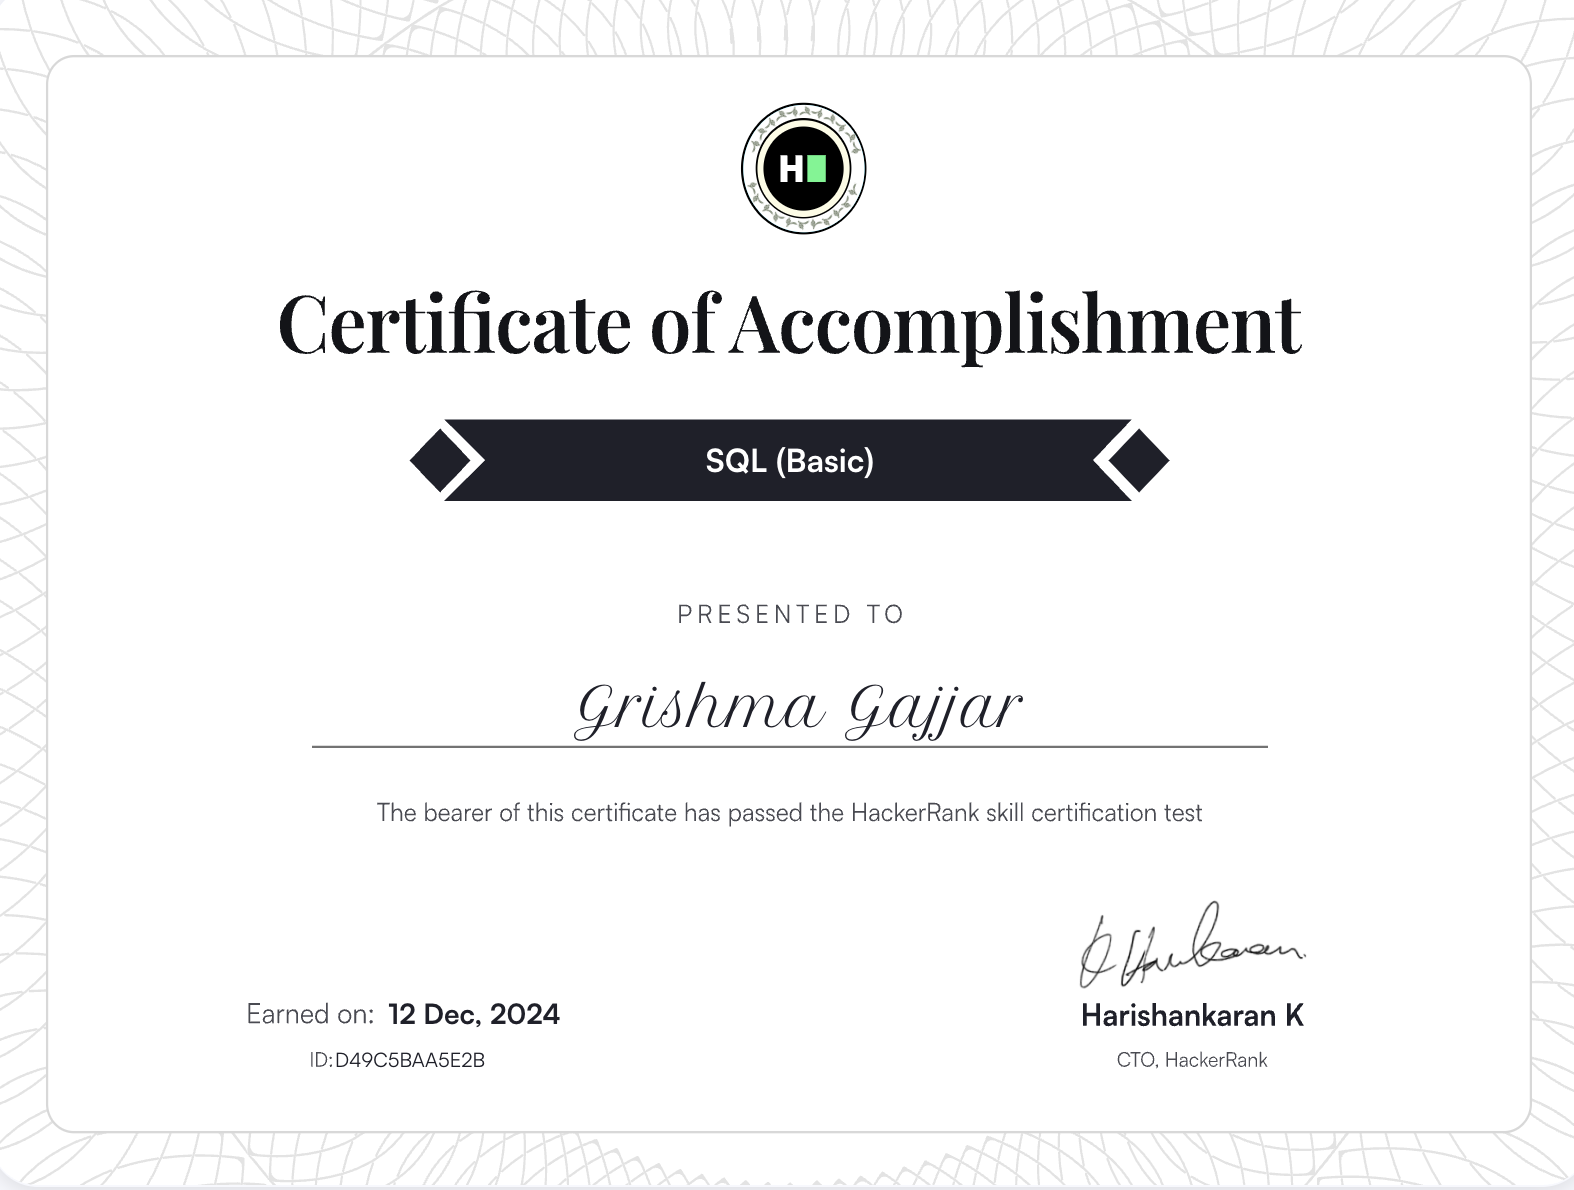 H
Certificate of Accomplishment
SQL (Basic)
PRESENTED TO
Grishma Gajjar
The bearer of this certificate has passed the HackerRank skill certification test
K Harishankaran
Earned on: 12 Dec, 2024
Harishankaran K
ID:D49C5BAA5E2B
CTO, HackerRank